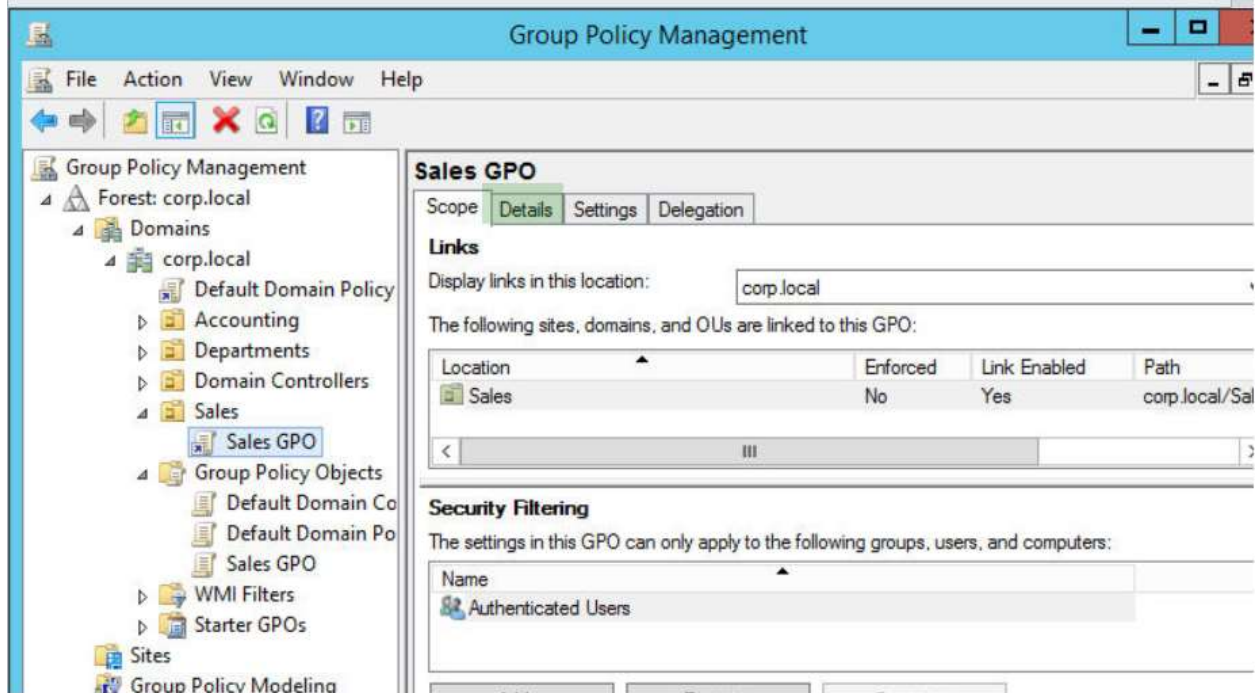 Group Policy Management
File Action View Window Help
Group Policy Management
Forest: corp.local
Domains
corp.local
Default Domain Policy
Accounting
Departments
Domain Controllers
Sales
Sales GPO
Group Policy Objects
Default Domain Co
Default Domain Po
Sales GPO
WMI Filters
Starter GPOs
Sites
Group Policy Modeling
Sales GPO
Scope Details Settings Delegation
Links
Display links in this location: corp.local
The following sites, domains, and OUs are linked to this GPO:
Location Enforced Link Enabled Path
Sales No Yes corp.local/Sal
Security Filtering
The settings in this GPO can only apply to the following groups, users, and computers:
Name
Authenticated Users